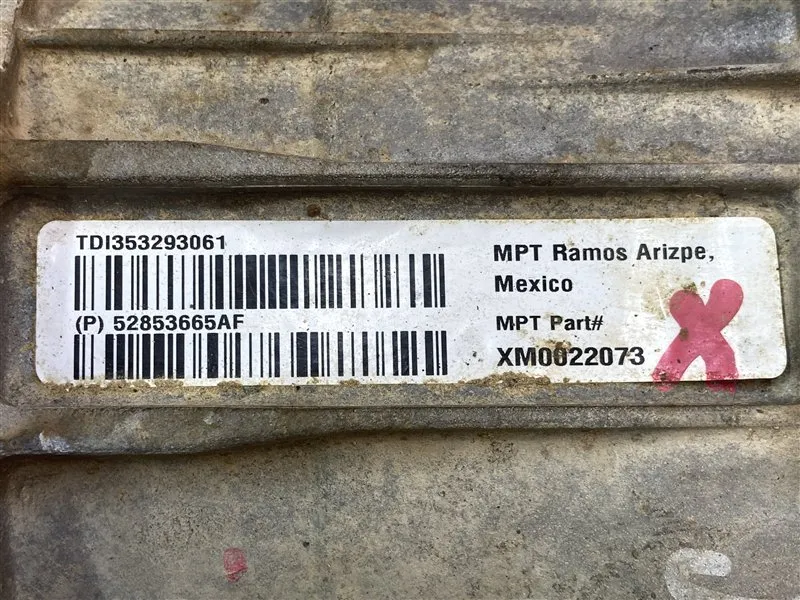 TDI353293061
(P) 52853665AF
MPT Ramos Arizpe,
Mexico
MPT Part#
XM0022073